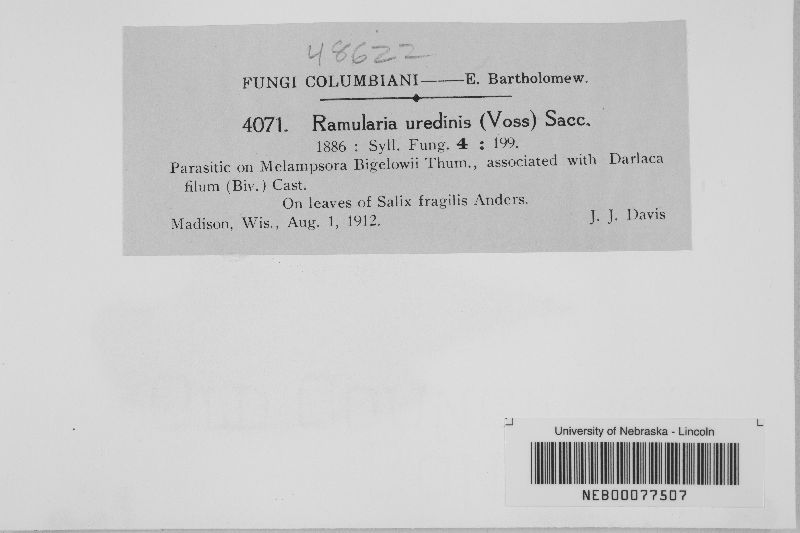 48622
FUNGI COLUMBIANI——E. Bartholomew.
4071. Ramularia uredinis (Voss) Sacc.
1886 : Syll. Fung. 4 : 199.
Parasitic on Melampsora Bigelowii Thum., associated with Darlaca
filum (Biv.) Cast.
On leaves of Salix fragilis Anders.
Madison, Wis., Aug. 1, 1912. J. J. Davis
University of Nebraska - Lincoln
NEB00077507